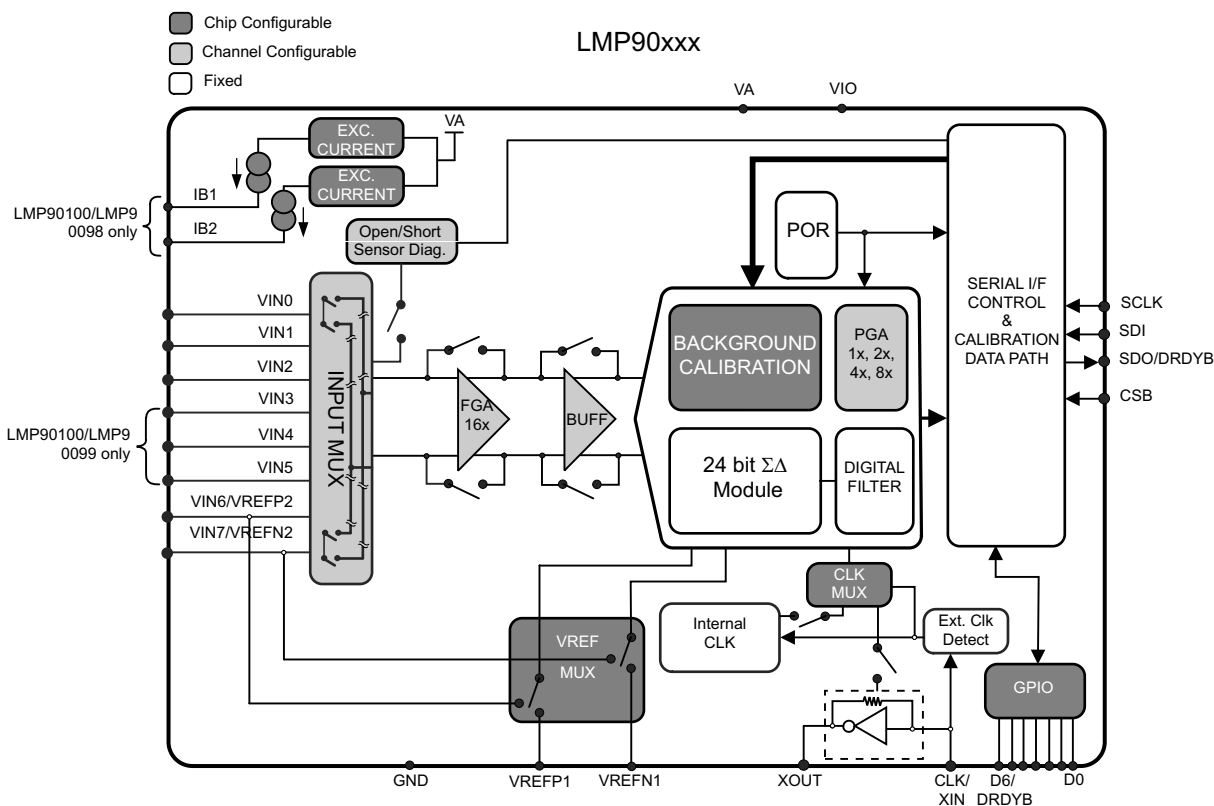 Chip Configurable
Channel Configurable
Fixed
LMP90xxx
VA
VIO
EXC.
CURRENT
VA
EXC.
CURRENT
IB1
IB2
LMP90100/LMP9
0098 only
Open/Short
Sensor Diag.
POR
SERIAL I/F
CONTROL
&
CALIBRATION
DATA PATH
SCLK
SDI
SDO/DRDYB
CSB
VIN0
VIN1
VIN2
VIN3
VIN4
VIN5
VIN6/VREFP2
VIN7/VREFN2
LMP90100/LMP9
0099 only
INPUT MUX
FGA
16x
BUFF
BACKGROUND
CALIBRATION
PGA
1x, 2x,
4x, 8x
24 bit ΣΔ
Module
DIGITAL
FILTER
CLK
MUX
Internal
CLK
Ext. Clk
Detect
VREF
MUX
GPIO
GND
VREFP1
VREFN1
XOUT
CLK/
XIN
D6/
DRDYB
D0